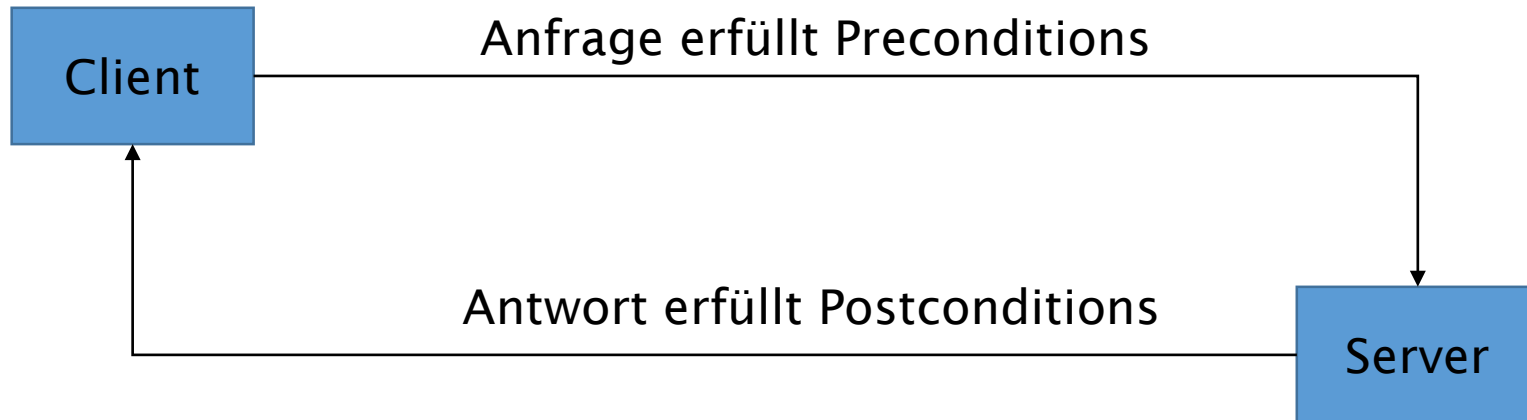 Anfrage erfüllt Preconditions
Client
Antwort erfüllt Postconditions
Server